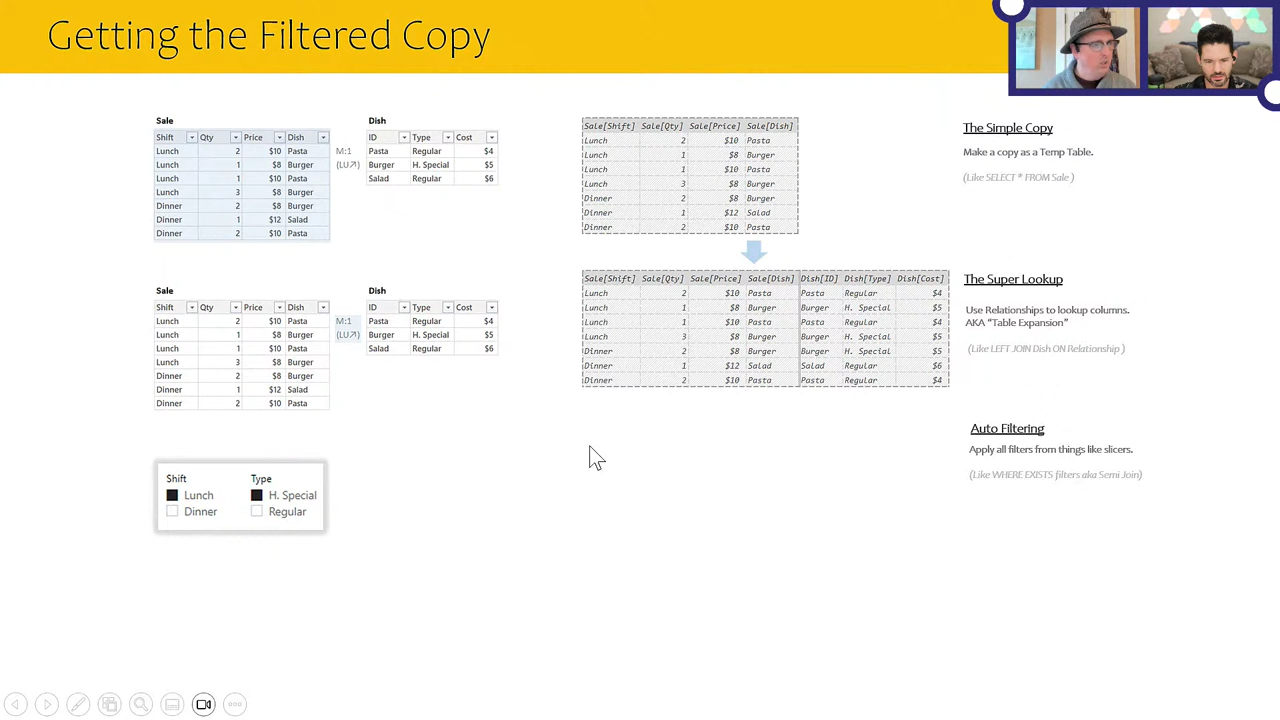 Getting the Filtered Copy
Sale
Shift Qty Price Dish
Lunch 2 $10 Pasta
Lunch 1 $8 Burger
Lunch 1 $10 Pasta
Lunch 3 $8 Burger
Dinner 2 $8 Burger
Dinner 1 $12 Salad
Dinner 2 $10 Pasta
M:1
(LU↗)
Dish
ID Type Cost
Pasta Regular $4
Burger H. Special $5
Salad Regular $6
Sale[Shift] Sale[Qty] Sale[Price] Sale[Dish]
Lunch 2 $10 Pasta
Lunch 1 $8 Burger
Lunch 1 $10 Pasta
Lunch 3 $8 Burger
Dinner 2 $8 Burger
Dinner 1 $12 Salad
Dinner 2 $10 Pasta
The Simple Copy
Make a copy as a Temp Table.
(Like SELECT * FROM Sale )
Sale
Shift Qty Price Dish
Lunch 2 $10 Pasta
Lunch 1 $8 Burger
Lunch 1 $10 Pasta
Lunch 3 $8 Burger
Dinner 2 $8 Burger
Dinner 1 $12 Salad
Dinner 2 $10 Pasta
M:1
(LU↗)
Dish
ID Type Cost
Pasta Regular $4
Burger H. Special $5
Salad Regular $6
Sale[Shift] Sale[Qty] Sale[Price] Sale[Dish] Dish[ID] Dish[Type] Dish[Cost]
Lunch 2 $10 Pasta Pasta Regular $4
Lunch 1 $8 Burger Burger H. Special $5
Lunch 1 $10 Pasta Pasta Regular $4
Lunch 3 $8 Burger Burger H. Special $5
Dinner 2 $8 Burger Burger H. Special $5
Dinner 1 $12 Salad Salad Regular $6
Dinner 2 $10 Pasta Pasta Regular $4
The Super Lookup
Use Relationships to lookup columns.
AKA “Table Expansion”
(Like LEFT JOIN Dish ON Relationship )
Shift Type
Lunch H. Special
Dinner Regular
Auto Filtering
Apply all filters from things like slicers.
(Like WHERE EXISTS filters aka Semi Join)